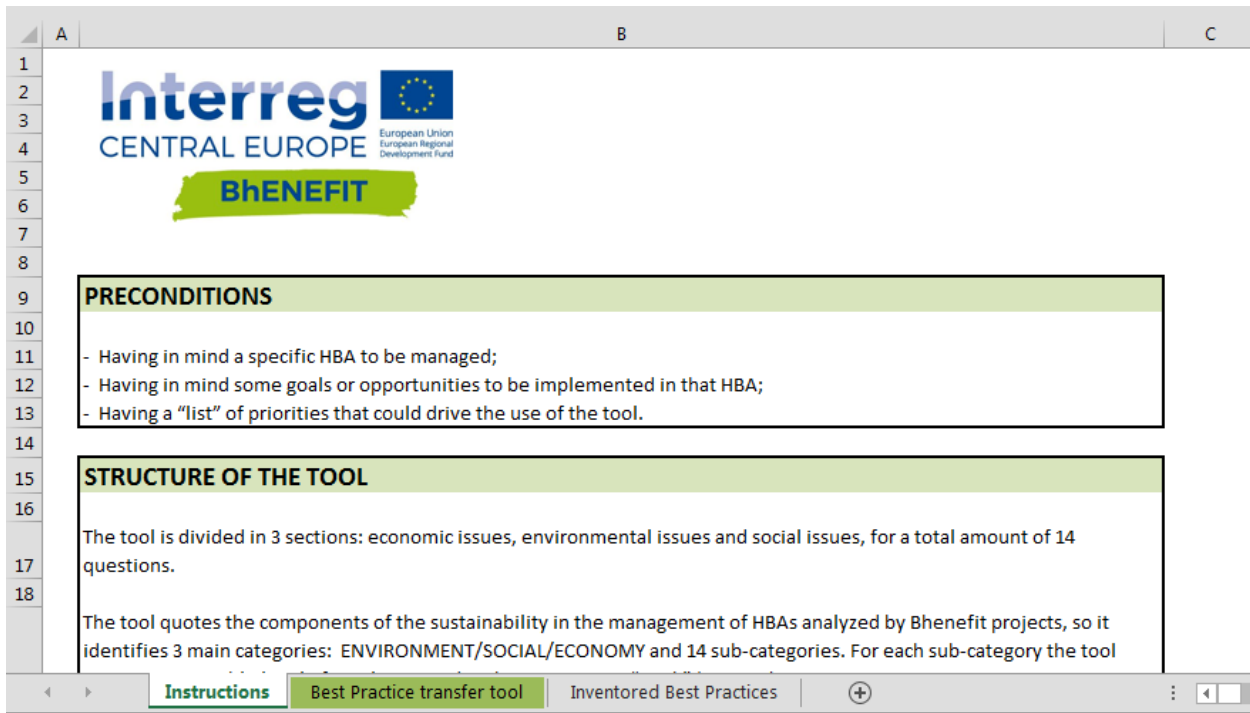 A B C
1
2
3
4
5
6
7
8
9
10
11
12
13
14
15
16
17
18
Interreg
CENTRAL EUROPE
European Union
European Regional
Development Fund
BhENEFIT
PRECONDITIONS
- Having in mind a specific HBA to be managed;
- Having in mind some goals or opportunities to be implemented in that HBA;
- Having a “list” of priorities that could drive the use of the tool.
STRUCTURE OF THE TOOL
The tool is divided in 3 sections: economic issues, environmental issues and social issues, for a total amount of 14
questions.
The tool quotes the components of the sustainability in the management of HBAs analyzed by Bhenefit projects, so it
identifies 3 main categories: ENVIRONMENT/SOCIAL/ECONOMY and 14 sub-categories. For each sub-category the tool
Instructions Best Practice transfer tool Inventored Best Practices